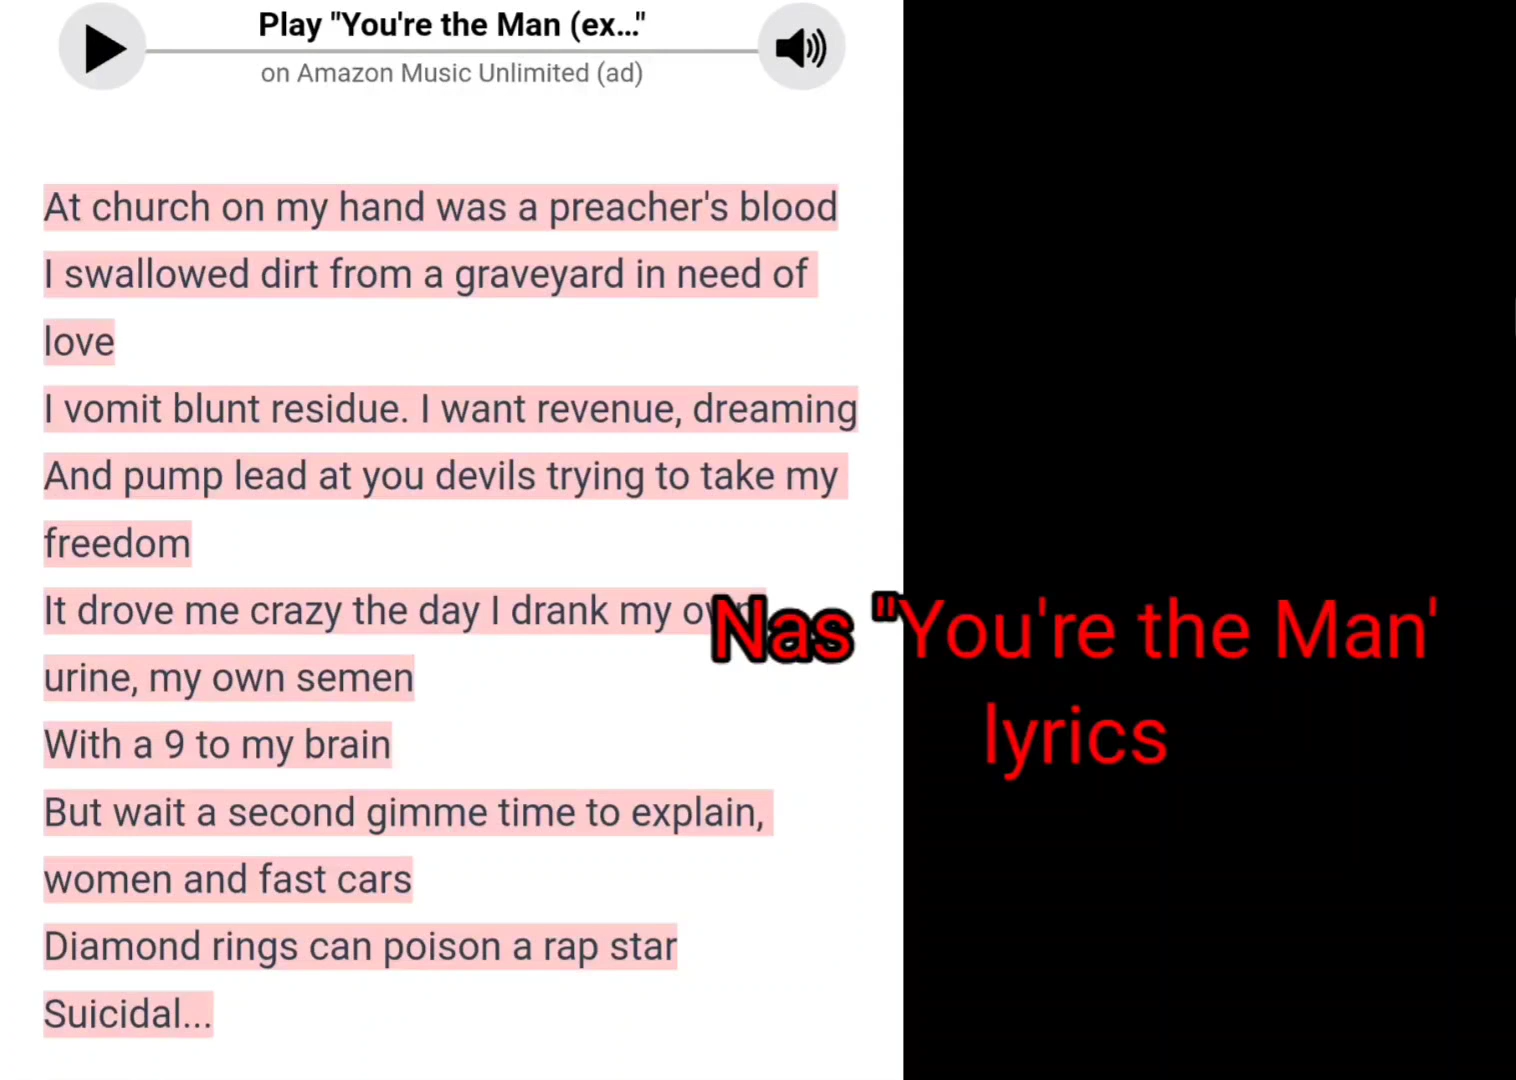 Play "You're the Man (ex..."
on Amazon Music Unlimited (ad)
At church on my hand was a preacher's blood
I swallowed dirt from a graveyard in need of
love
I vomit blunt residue. I want revenue, dreaming
And pump lead at you devils trying to take my
freedom
It drove me crazy the day I drank my own
urine, my own semen
With a 9 to my brain
But wait a second gimme time to explain,
women and fast cars
Diamond rings can poison a rap star
Suicidal...
Nas "You're the Man'
lyrics